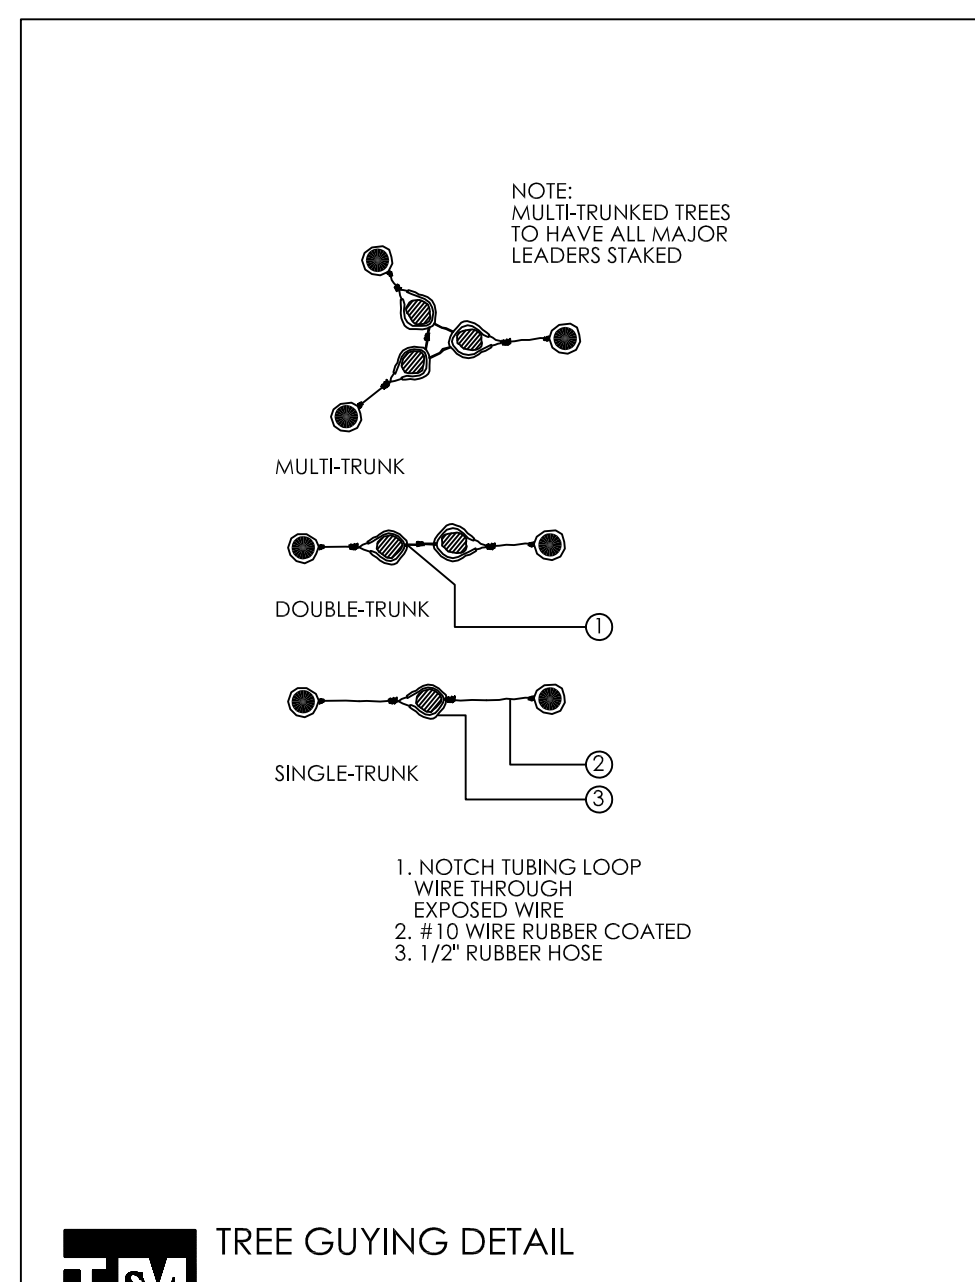 NOTE:
MULTI-TRUNKED TREES
TO HAVE ALL MAJOR
LEADERS STAKED
MULTI-TRUNK
DOUBLE-TRUNK
1
SINGLE-TRUNK
2
3
1. NOTCH TUBING LOOP
WIRE THROUGH
EXPOSED WIRE
2. #10 WIRE RUBBER COATED
3. 1/2" RUBBER HOSE
TREE GUYING DETAIL